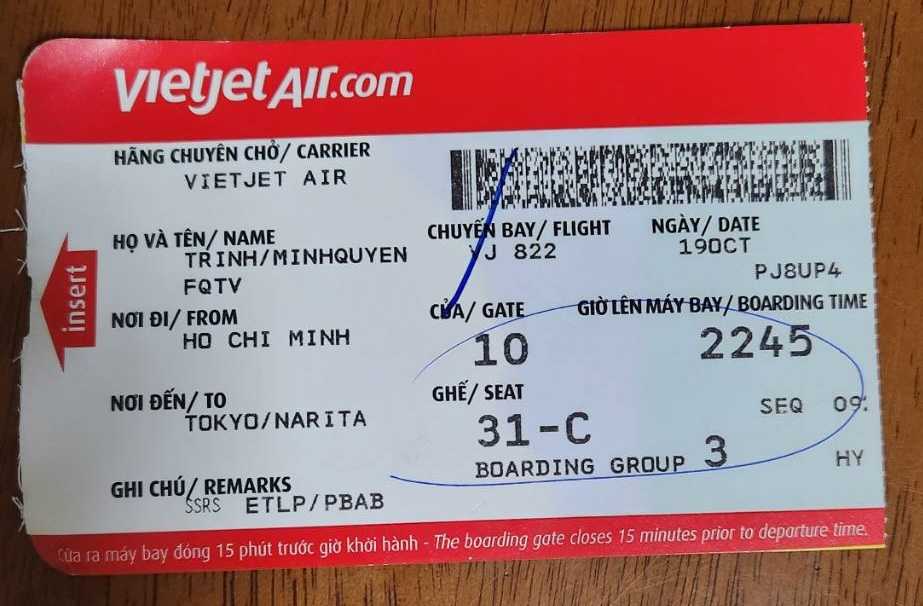 vietjetAir.com
HÃNG CHUYÊN CHỞ/ CARRIER
VIETJET AIR
HỌ VÀ TÊN/ NAME
TRINH/MINHQUYEN
FQTV
CHUYẾN BAY/ FLIGHT
VJ 822
NGÀY/ DATE
19OCT
PJ8UP4
insert
NƠI ĐI/ FROM
HO CHI MINH
CỬA/ GATE
10
GIỜ LÊN MÁY BAY/ BOARDING TIME
2245
NƠI ĐẾN/ TO
TOKYO/NARITA
GHẾ/ SEAT
31-C
SEQ 09
BOARDING GROUP 3
HY
GHI CHÚ/ REMARKS
SSRS ETLP/PBAB
Cửa ra máy bay đóng 15 phút trước giờ khởi hành - The boarding gate closes 15 minutes prior to departure time.